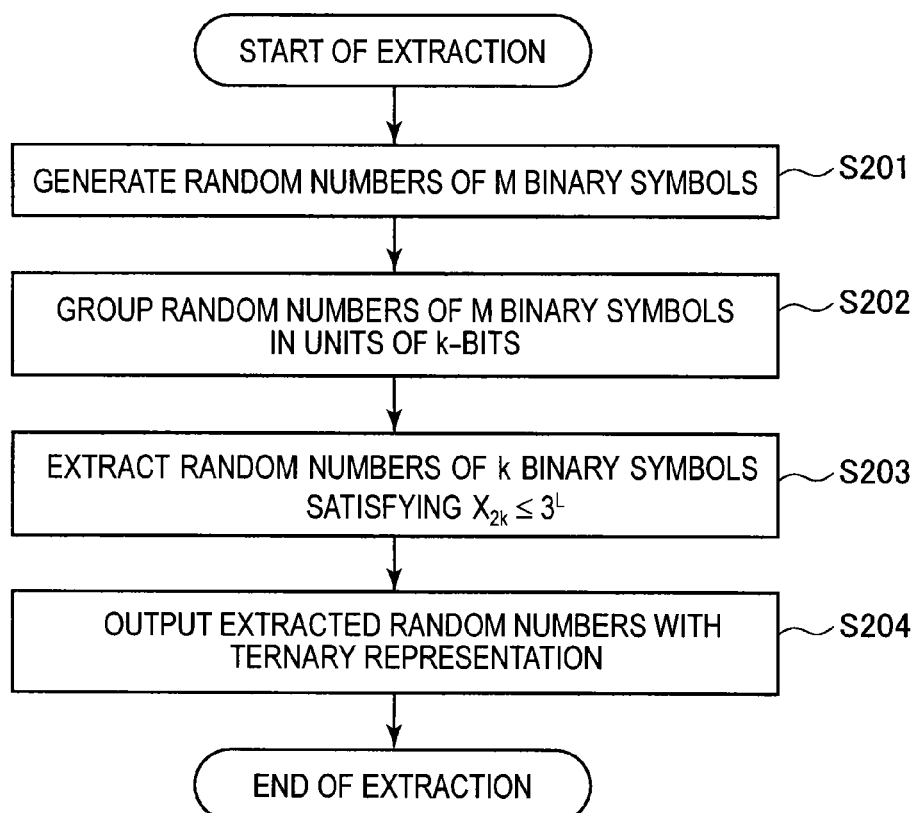 START OF EXTRACTION
GENERATE RANDOM NUMBERS OF M BINARY SYMBOLS
S201
GROUP RANDOM NUMBERS OF M BINARY SYMBOLS
IN UNITS OF k-BITS
S202
EXTRACT RANDOM NUMBERS OF k BINARY SYMBOLS
SATISFYING X₂ₖ ≤ 3ᴸ
S203
OUTPUT EXTRACTED RANDOM NUMBERS WITH
TERNARY REPRESENTATION
S204
END OF EXTRACTION